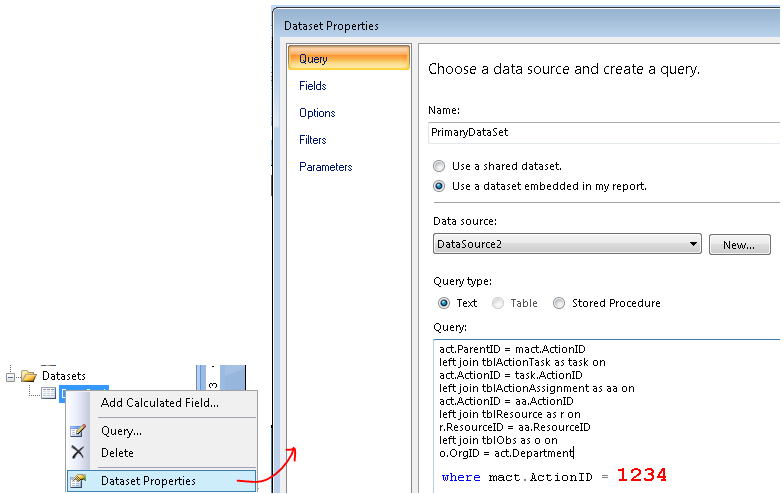 Dataset Properties
Query
Fields
Options
Filters
Parameters
Choose a data source and create a query.
Name:
PrimaryDataSet
Use a shared dataset.
Use a dataset embedded in my report.
Data source:
DataSource2
New...
Query type:
Text
Table
Stored Procedure
Query:
act.ParentID = mact.ActionID
left join tblActionTask as task on
act.ActionID = task.ActionID
left join tblActionAssignment as aa on
act.ActionID = aa.ActionID
left join tblResource as r on
r.ResourceID = aa.ResourceID
left join tblObs as o on
o.OrgID = act.Department
where mact.ActionID = 1234
Datasets
Add Calculated Field...
Query...
Delete
Dataset Properties
3